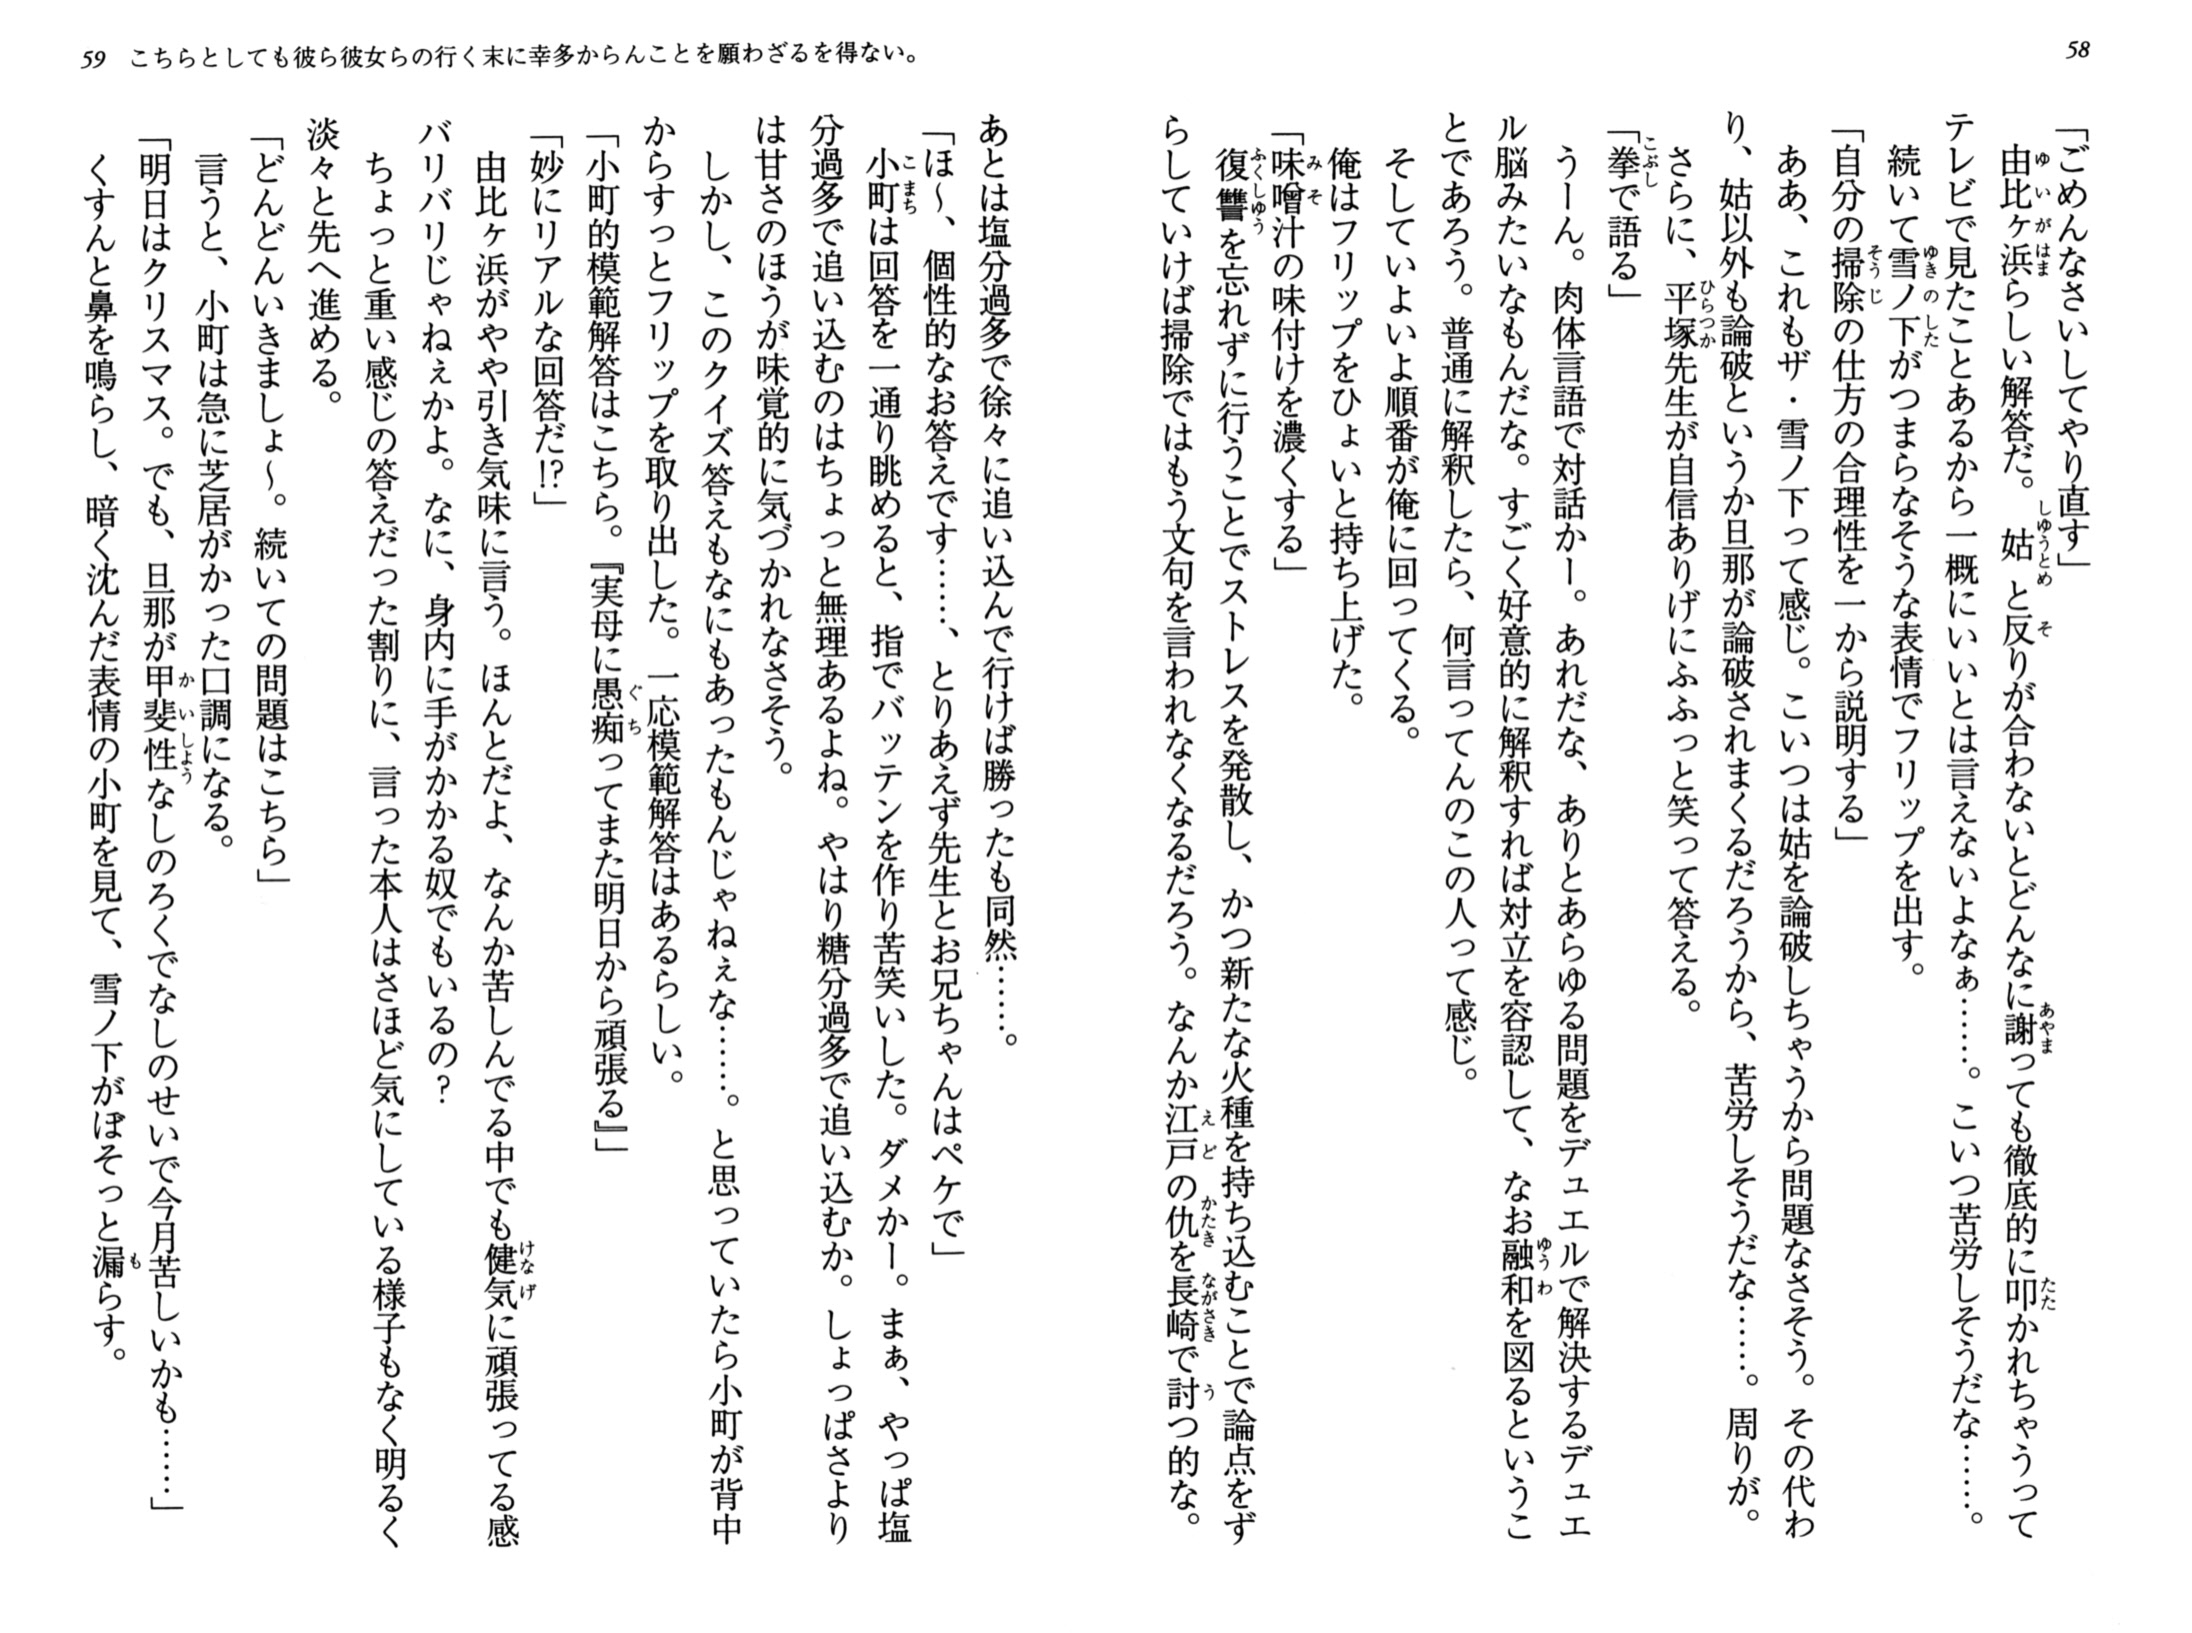 58
「ごめんなさいしてやり直す」
由比ヶ浜らしい解答だ。姑と反りが合わないとどんなに謝っても徹底的に叩かれちゃうって
テレビで見たことあるから一概にいいとは言えないよなぁ……。こいつ苦労しそうだな……。
続いて雪ノ下がつまらなそうな表情でフリップを出す。
「自分の掃除の仕方の合理性を一から説明する」
ああ、これもザ・雪ノ下って感じ。こいつは姑を論破しちゃうから問題なさそう。その代わ
り、姑以外も論破というか旦那が論破されまくるだろうから、苦労しそうだな……。周りが。
さらに、平塚先生が自信ありげにふふっと笑って答える。
「拳で語る」
うーん。肉体言語で対話かー。あれだな、ありとあらゆる問題をデュエルで解決するデュエ
ル脳みたいなもんだな。すごく好意的に解釈すれば対立を容認して、なお融和を図るというこ
とであろう。普通に解釈したら、何言ってんのこの人って感じ。
そしていよいよ順番が俺に回ってくる。
俺はフリップをひょいと持ち上げた。
「味噌汁の味付けを濃くする」
復讐を忘れずに行うことでストレスを発散し、かつ新たな火種を持ち込むことで論点をず
らしていけば掃除ではもう文句を言われなくなるだろう。なんか江戸の仇を長崎で討つ的な。
59 こちらとしても彼ら彼女らの行く末に幸多からんことを願わざるを得ない。
あとは塩分過多で徐々に追い込んで行けば勝ったも同然……。
「ほ〜、個性的なお答えです……、とりあえず先生とお兄ちゃんはペケで」
小町は回答を一通り眺めると、指でバッテンを作り苦笑いした。ダメかー。まぁ、やっぱ塩
分過多で追い込むのはちょっと無理あるよね。やはり糖分過多で追い込むか。しょっぱさより
は甘さのほうが味覚的に気づかれなさそう。
しかし、このクイズ答えもなにもあったもんじゃねぇな……。と思っていたら小町が背中
からすっとフリップを取り出した。一応模範解答はあるらしい。
「小町的模範解答はこちら。『実母に愚痴ってまた明日から頑張る』」
「妙にリアルな回答だ!?」
由比ヶ浜がやや引き気味に言う。ほんとだよ、なんか苦しんでる中でも健気に頑張ってる感
バリバリじゃねぇかよ。なに、身内に手がかかる奴でもいるの?
ちょっと重い感じの答えだった割りに、言った本人はさほど気にしている様子もなく明るく
淡々と先へ進める。
「どんどんいきましょ〜。続いての問題はこちら」
言うと、小町は急に芝居がかった口調になる。
「明日はクリスマス。でも、旦那が甲斐性なしのろくでなしのせいで今月苦しいかも……」
くすんと鼻を鳴らし、暗く沈んだ表情の小町を見て、雪ノ下がぼそっと漏らす。